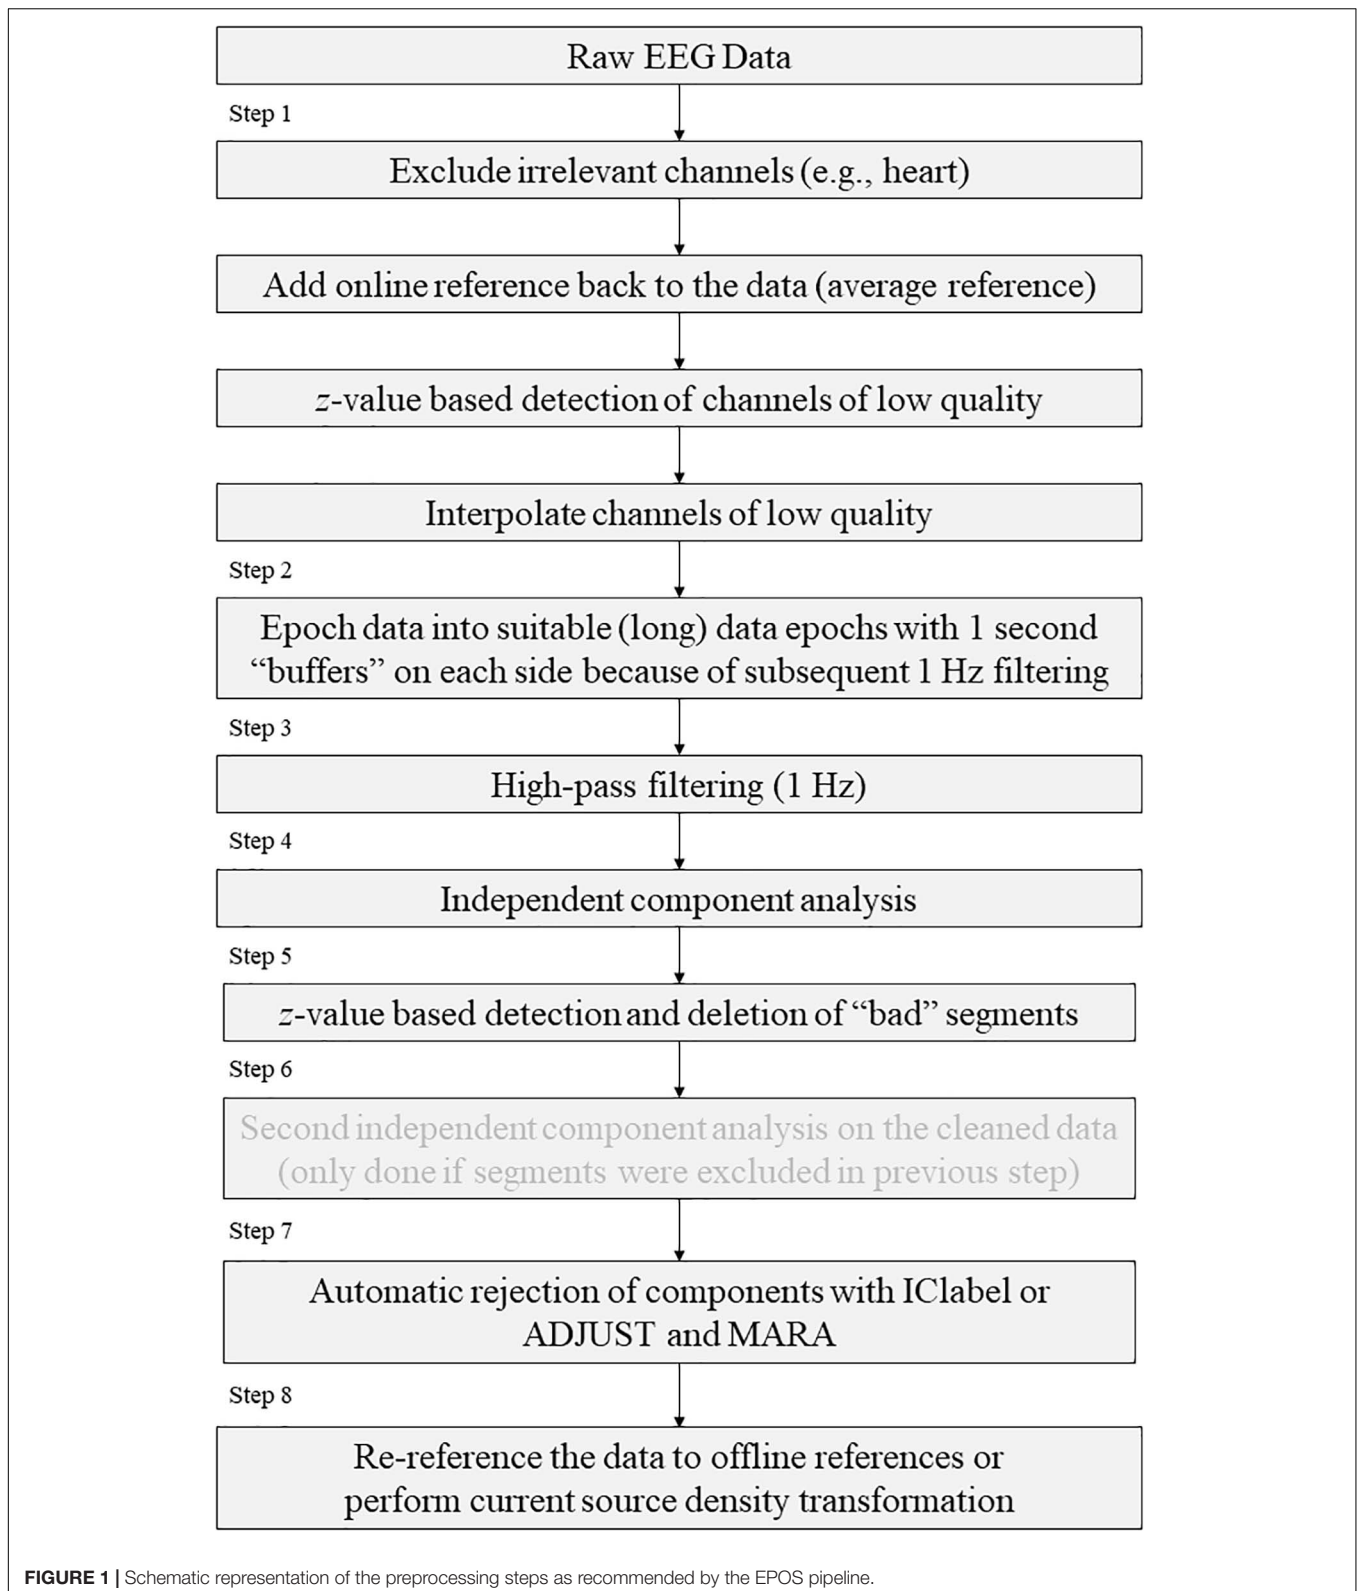 Raw EEG Data
Step 1
Exclude irrelevant channels (e.g., heart)
Add online reference back to the data (average reference)
z-value based detection of channels of low quality
Interpolate channels of low quality
Step 2
Epoch data into suitable (long) data epochs with 1 second
“buffers” on each side because of subsequent 1 Hz filtering
Step 3
High-pass filtering (1 Hz)
Step 4
Independent component analysis
Step 5
z-value based detection and deletion of “bad” segments
Step 6
Second independent component analysis on the cleaned data
(only done if segments were excluded in previous step)
Step 7
Automatic rejection of components with IClabel or
ADJUST and MARA
Step 8
Re-reference the data to offline references or
perform current source density transformation
FIGURE 1 | Schematic representation of the preprocessing steps as recommended by the EPOS pipeline.